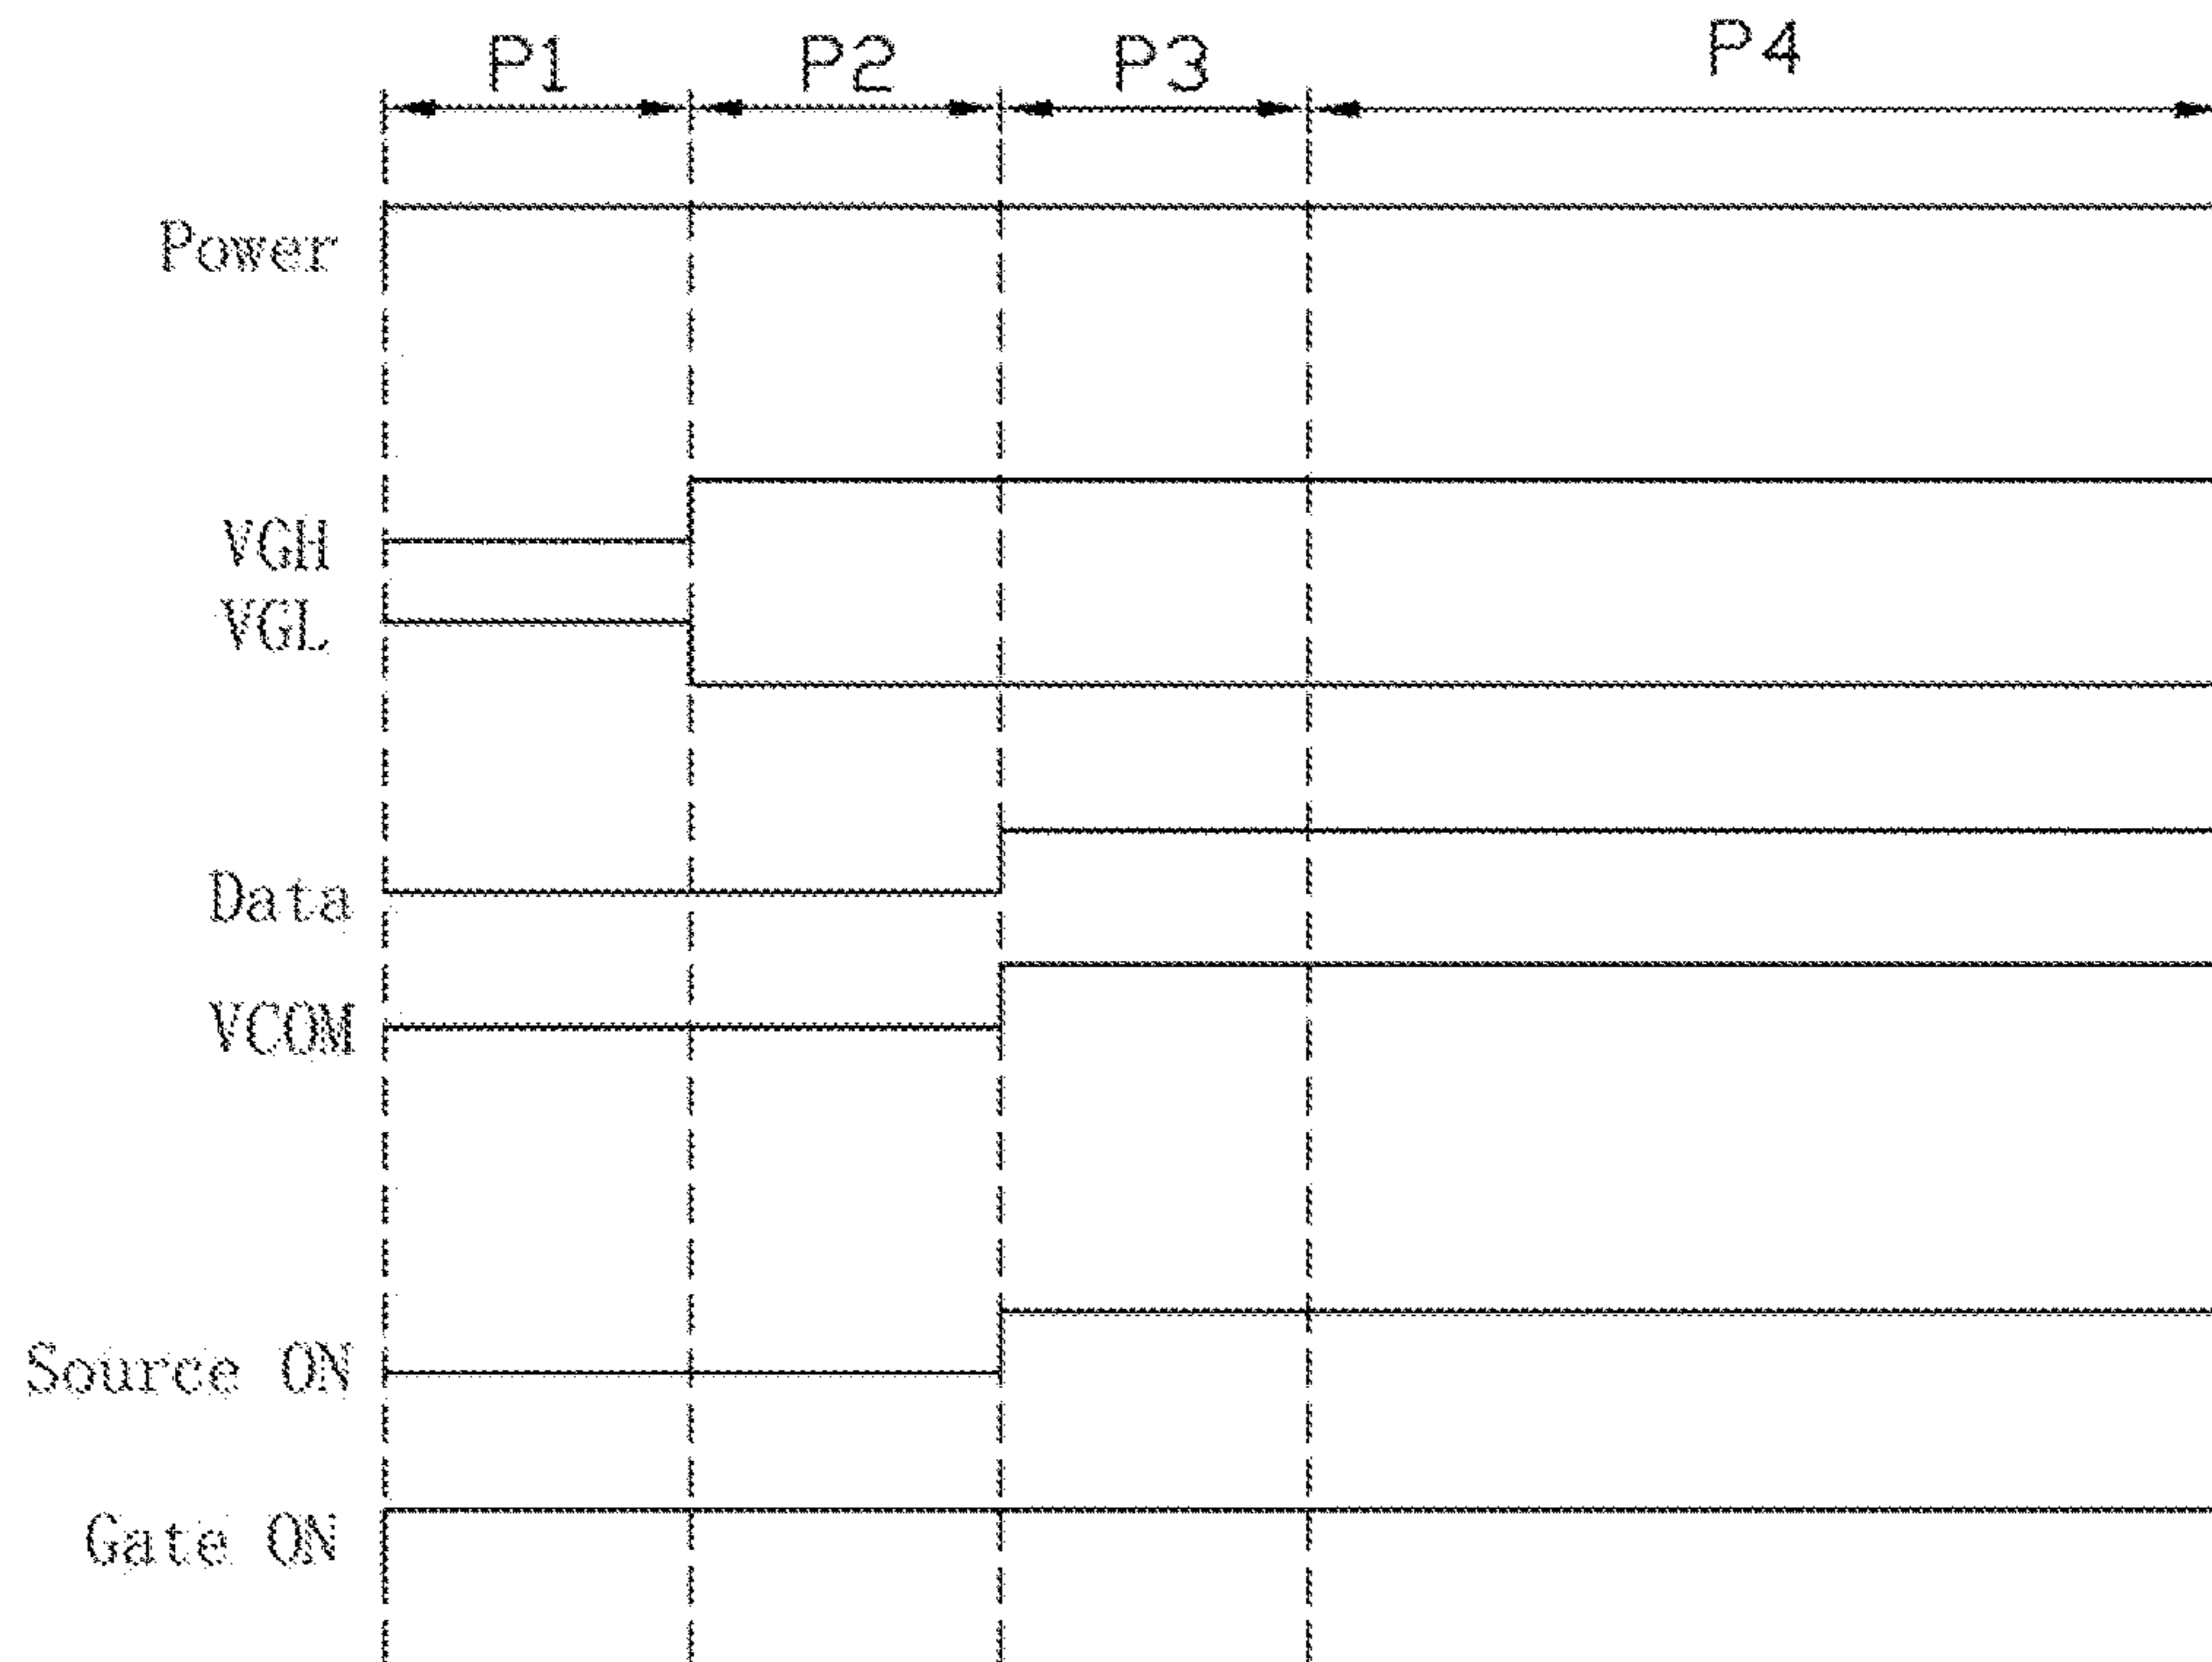 P1 P2 P3 P4
Power
VGH
VGL
Data
VCOM
Source ON
Gate ON